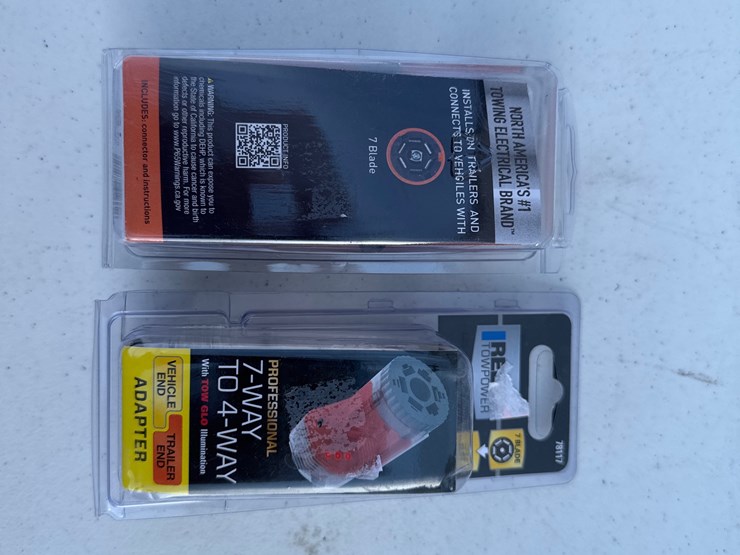 NORTH AMERICA'S #1
TOWING ELECTRICAL BRAND™
INSTALLS ON TRAILERS AND
CONNECTS TO VEHICLES WITH
7 Blade
PRODUCT INFO
WARNING: This product can expose you to
chemicals including DEHP, which is known to
the State of California to cause cancer and birth
defects or other reproductive harm. For more
information go to www.P65Warnings.ca.gov
INCLUDES: connector and instructions
78117
TOWPOWER
7 BLADE
PROFESSIONAL
7-WAY
TO 4-WAY
With TOW GLO Illumination
VEHICLE
END
TRAILER
END
ADAPTER